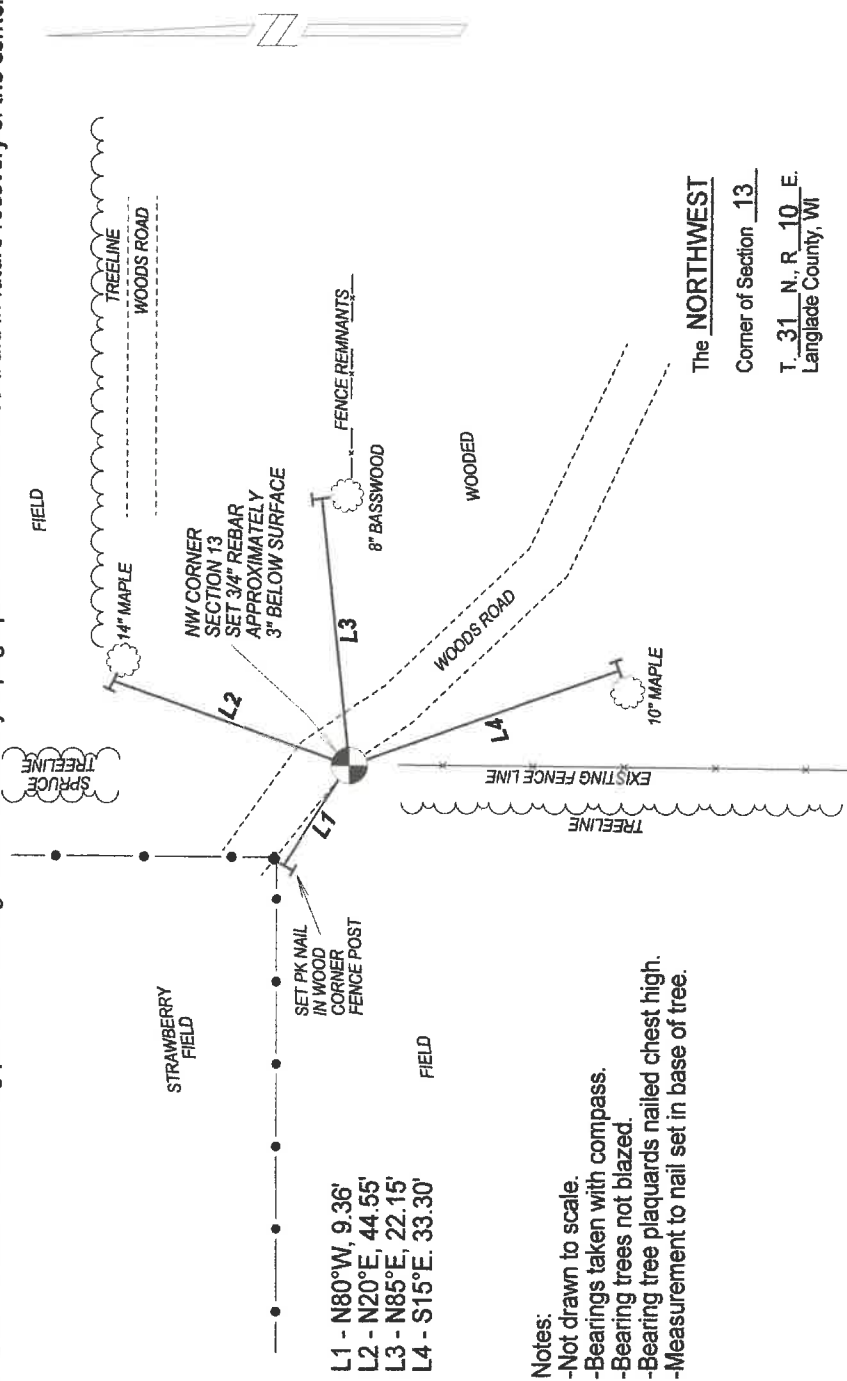 FIELD
TREELINE
WOODS ROAD
14" MAPLE
SPRUCE
TREELINE
NW CORNER
SECTION 13
SET 3/4" REBAR
APPROXIMATELY
3" BELOW SURFACE
FENCE REMNANTS
8" BASSWOOD
WOODED
STRAWBERRY
FIELD
SET PK NAIL
IN WOOD
CORNER
FENCE POST
FIELD
L1
L2
L3
L4
WOODS ROAD
10" MAPLE
EXISTING FENCE LINE
TREELINE
N
L1 - N80°W, 9.36'
L2 - N20°E, 44.55'
L3 - N85°E, 22.15'
L4 - S15°E. 33.30'
Notes:
-Not drawn to scale.
-Bearings taken with compass.
-Bearing trees not blazed.
-Bearing tree plaquards nailed chest high.
-Measurement to nail set in base of tree.
The NORTHWEST
Corner of Section 13
T. 31 N., R 10 E.
Langlade County, WI